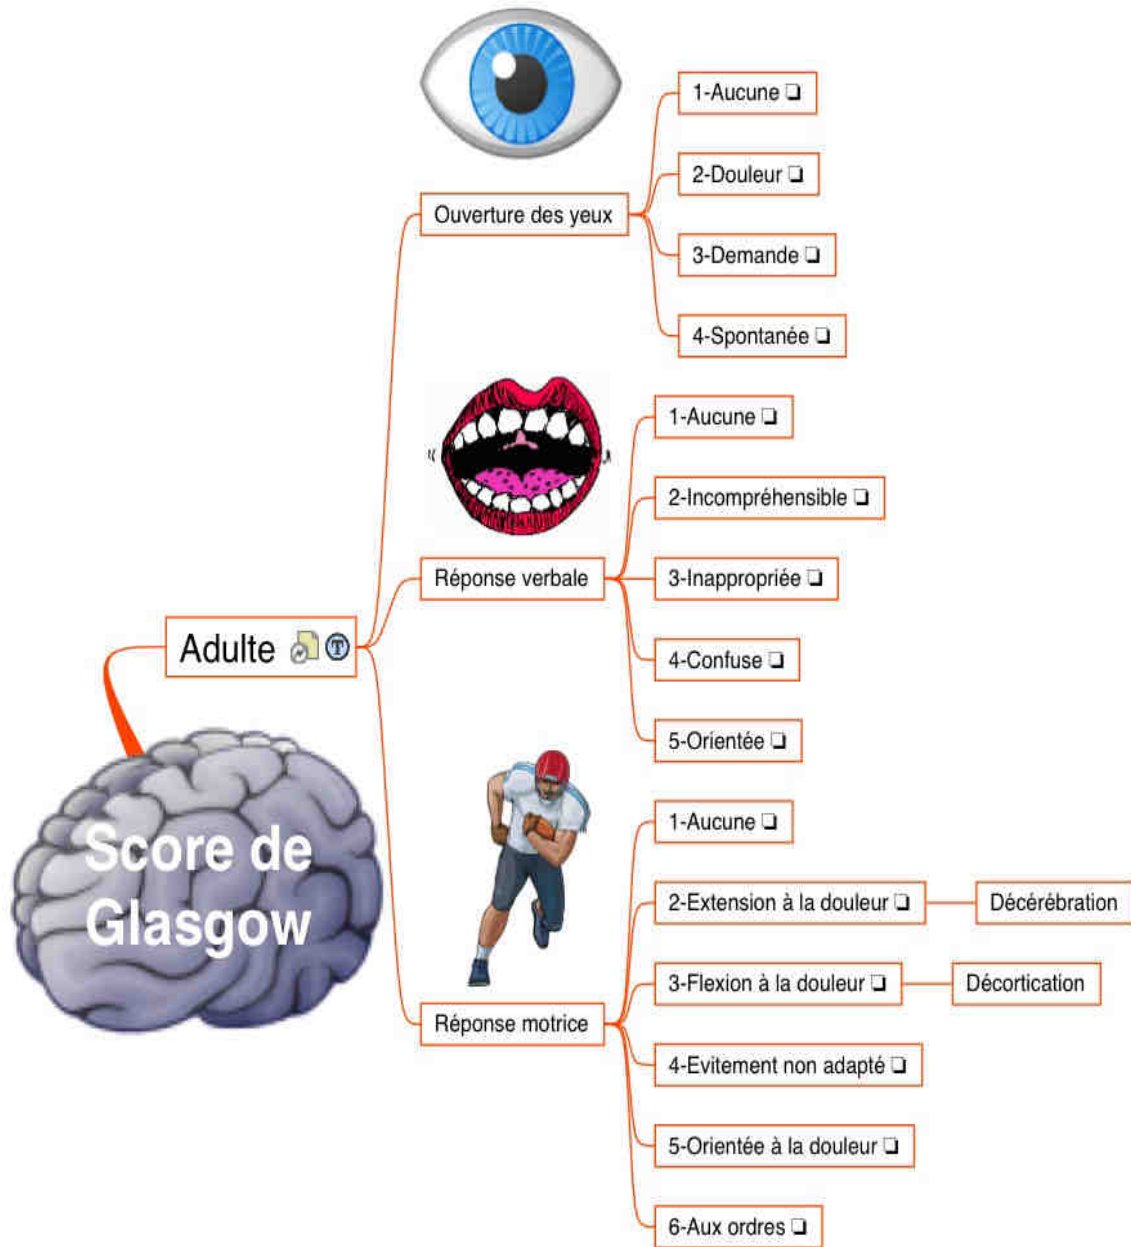 Score de
Glasgow
Adulte
Ouverture des yeux
1-Aucune
2-Douleur
3-Demande
4-Spontanée
Réponse verbale
1-Aucune
2-Incompréhensible
3-Inappropriée
4-Confuse
5-Orientée
Réponse motrice
1-Aucune
2-Extension à la douleur
Décérébration
3-Flexion à la douleur
Décortication
4-Evitement non adapté
5-Orientée à la douleur
6-Aux ordres